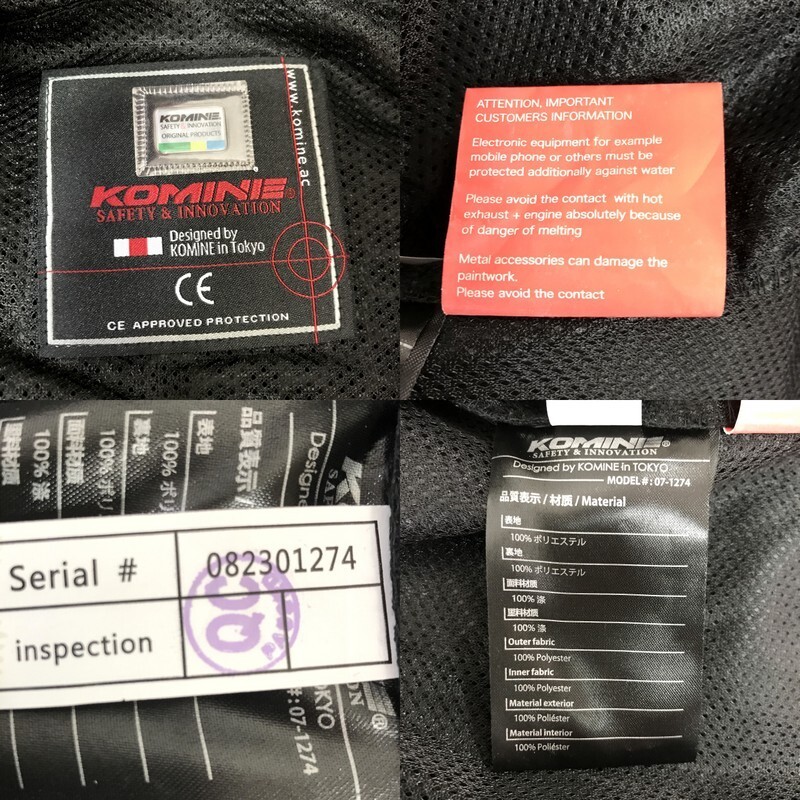 KOMINE
SAFETY & INNOVATION
ORIGINAL PRODUCTS
www.komine.ac
KOMINE®
SAFETY & INNOVATION
Designed by
KOMINE in Tokyo
CE
CE APPROVED PROTECTION
ATTENTION, IMPORTANT
CUSTOMERS INFORMATION
Electronic equipment for example
mobile phone or others must be
protected additionally against water
Please avoid the contact with hot
exhaust + engine absolutely because
of danger of melting
Metal accessories can damage the
paintwork.
Please avoid the contact
品質表示/
表地
100% ポリ
裏地
100% ポリ
面料材质
100% 涤
Designe
Serial # 082301274
inspection QC
TOKYO
#: 07-1274
KOMINE®
SAFETY & INNOVATION
Designed by KOMINE in TOKYO
MODEL#: 07-1274
品質表示/材质/Material
表地
100% ポリエステル
裏地
100% ポリエステル
面料材质
100% 涤
里料材质
100% 涤
Outer fabric
100% Polyester
Inner fabric
100% Polyester
Material exterior
100% Poliéster
Material interior
100% Poliéster